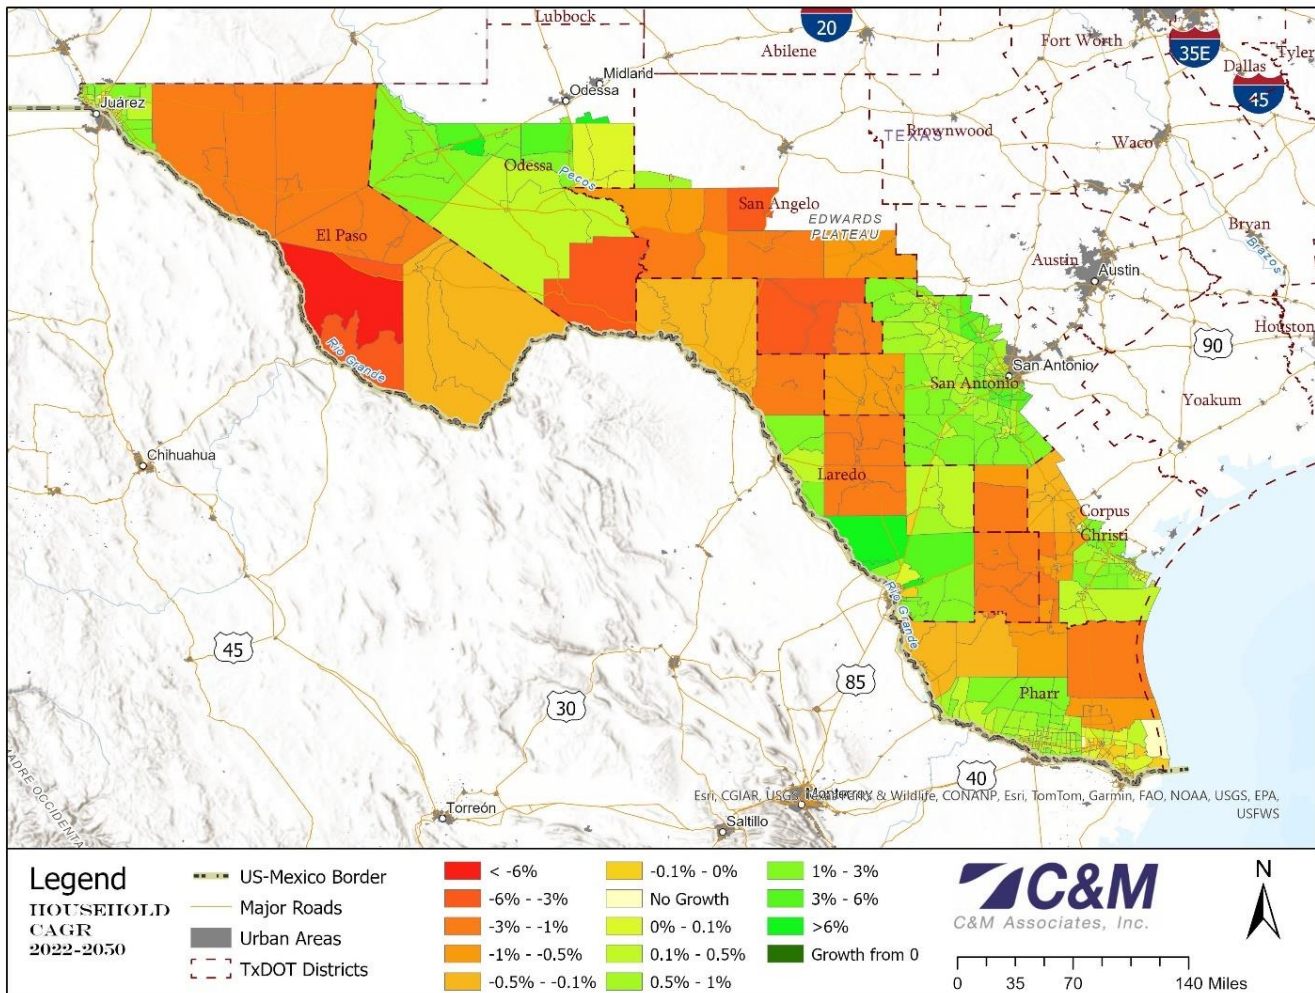 Lubbock
20
Abilene
Fort Worth
35E
Tyler
Dallas
45
Midland
Odessa
Juárez
TEXAS
Brownwood
Waco
Odessa
Pecos
San Angelo
EDWARDS
PLATEAU
Bryan
Brazos
El Paso
Austin
Austin
Houston
90
Rio Grande
San Antonio
San Antonio
Yoakum
Chihuahua
Laredo
Corpus
Christi
Rio Grande
45
85
30
Pharr
40
Monterrey
Torreón
Saltillo
Esri, CGIAR, USGS, Texas Parks & Wildlife, CONANP, Esri, TomTom, Garmin, FAO, NOAA, USGS, EPA,
USFWS
Legend
HOUSEHOLD
CAGR
2022-2050
US-Mexico Border
Major Roads
Urban Areas
TxDOT Districts
< -6%
-6% - -3%
-3% - -1%
-1% - -0.5%
-0.5% - -0.1%
-0.1% - 0%
No Growth
0% - 0.1%
0.1% - 0.5%
0.5% - 1%
1% - 3%
3% - 6%
>6%
Growth from 0
C&M
C&M Associates, Inc.
N
0 35 70 140 Miles